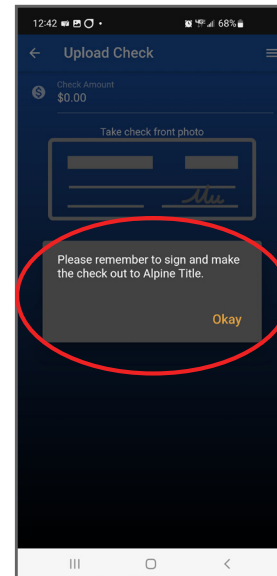 12:42
68%
Upload Check
Check Amount
$0.00
Take check front photo
Please remember to sign and make
the check out to Alpine Title.
Okay